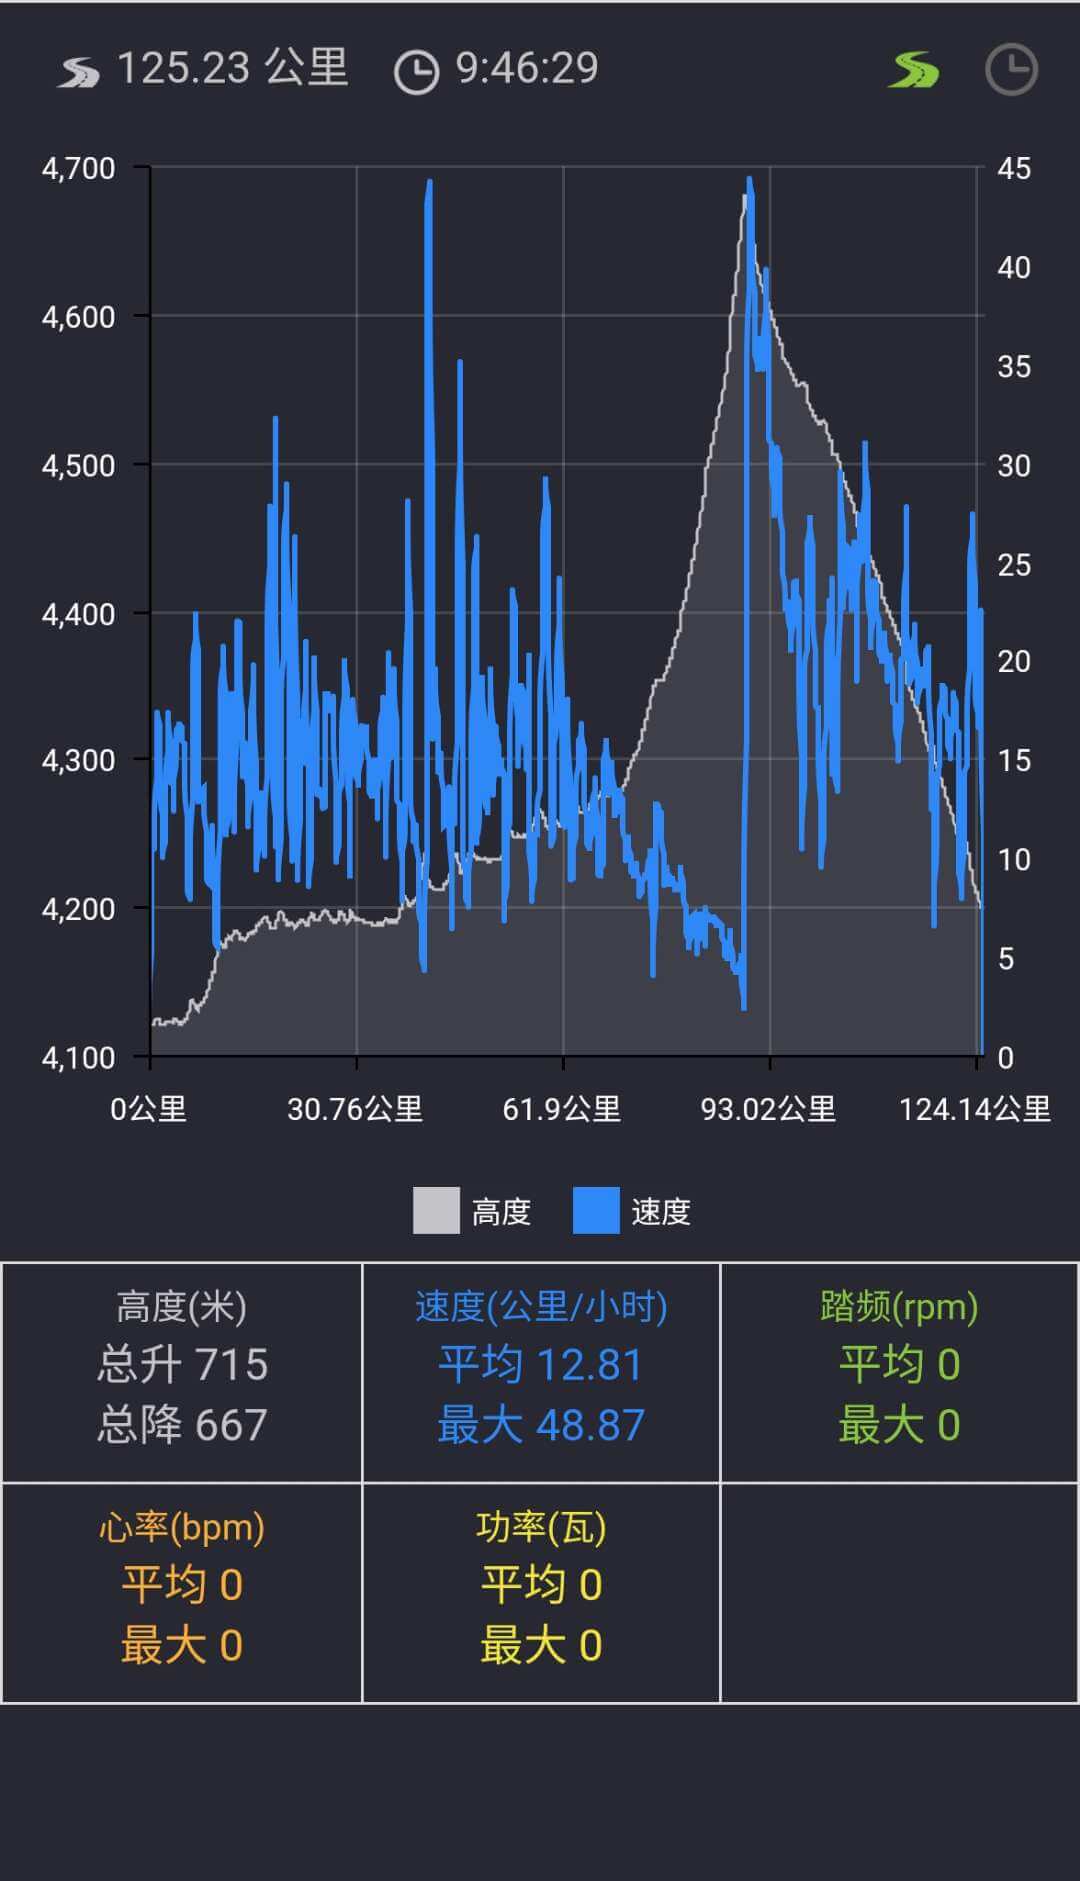 125.23 公里 9:46:29
4,700 45
40
4,600
35
4,500 30
25
4,400
20
4,300 15
10
4,200
5
4,100 0
0公里 30.76公里 61.9公里 93.02公里 124.14公里
高度 速度
高度(米) 速度(公里/小时) 踏频(rpm)
总升 715 平均 12.81 平均 0
总降 667 最大 48.87 最大 0
心率(bpm) 功率(瓦)
平均 0 平均 0
最大 0 最大 0